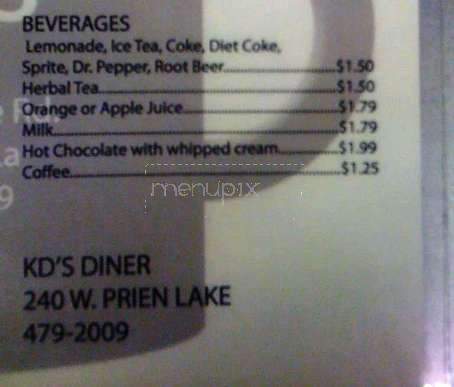 BEVERAGES
Lemonade, Ice Tea, Coke, Diet Coke,
Sprite, Dr. Pepper, Root Beer........................$1.50
Herbal Tea........................$1.50
Orange or Apple Juice........................$1.79
Milk........................$1.79
Hot Chocolate with whipped cream............$1.99
Coffee........................$1.25
menupix
KD'S DINER
240 W. PRIEN LAKE
479-2009